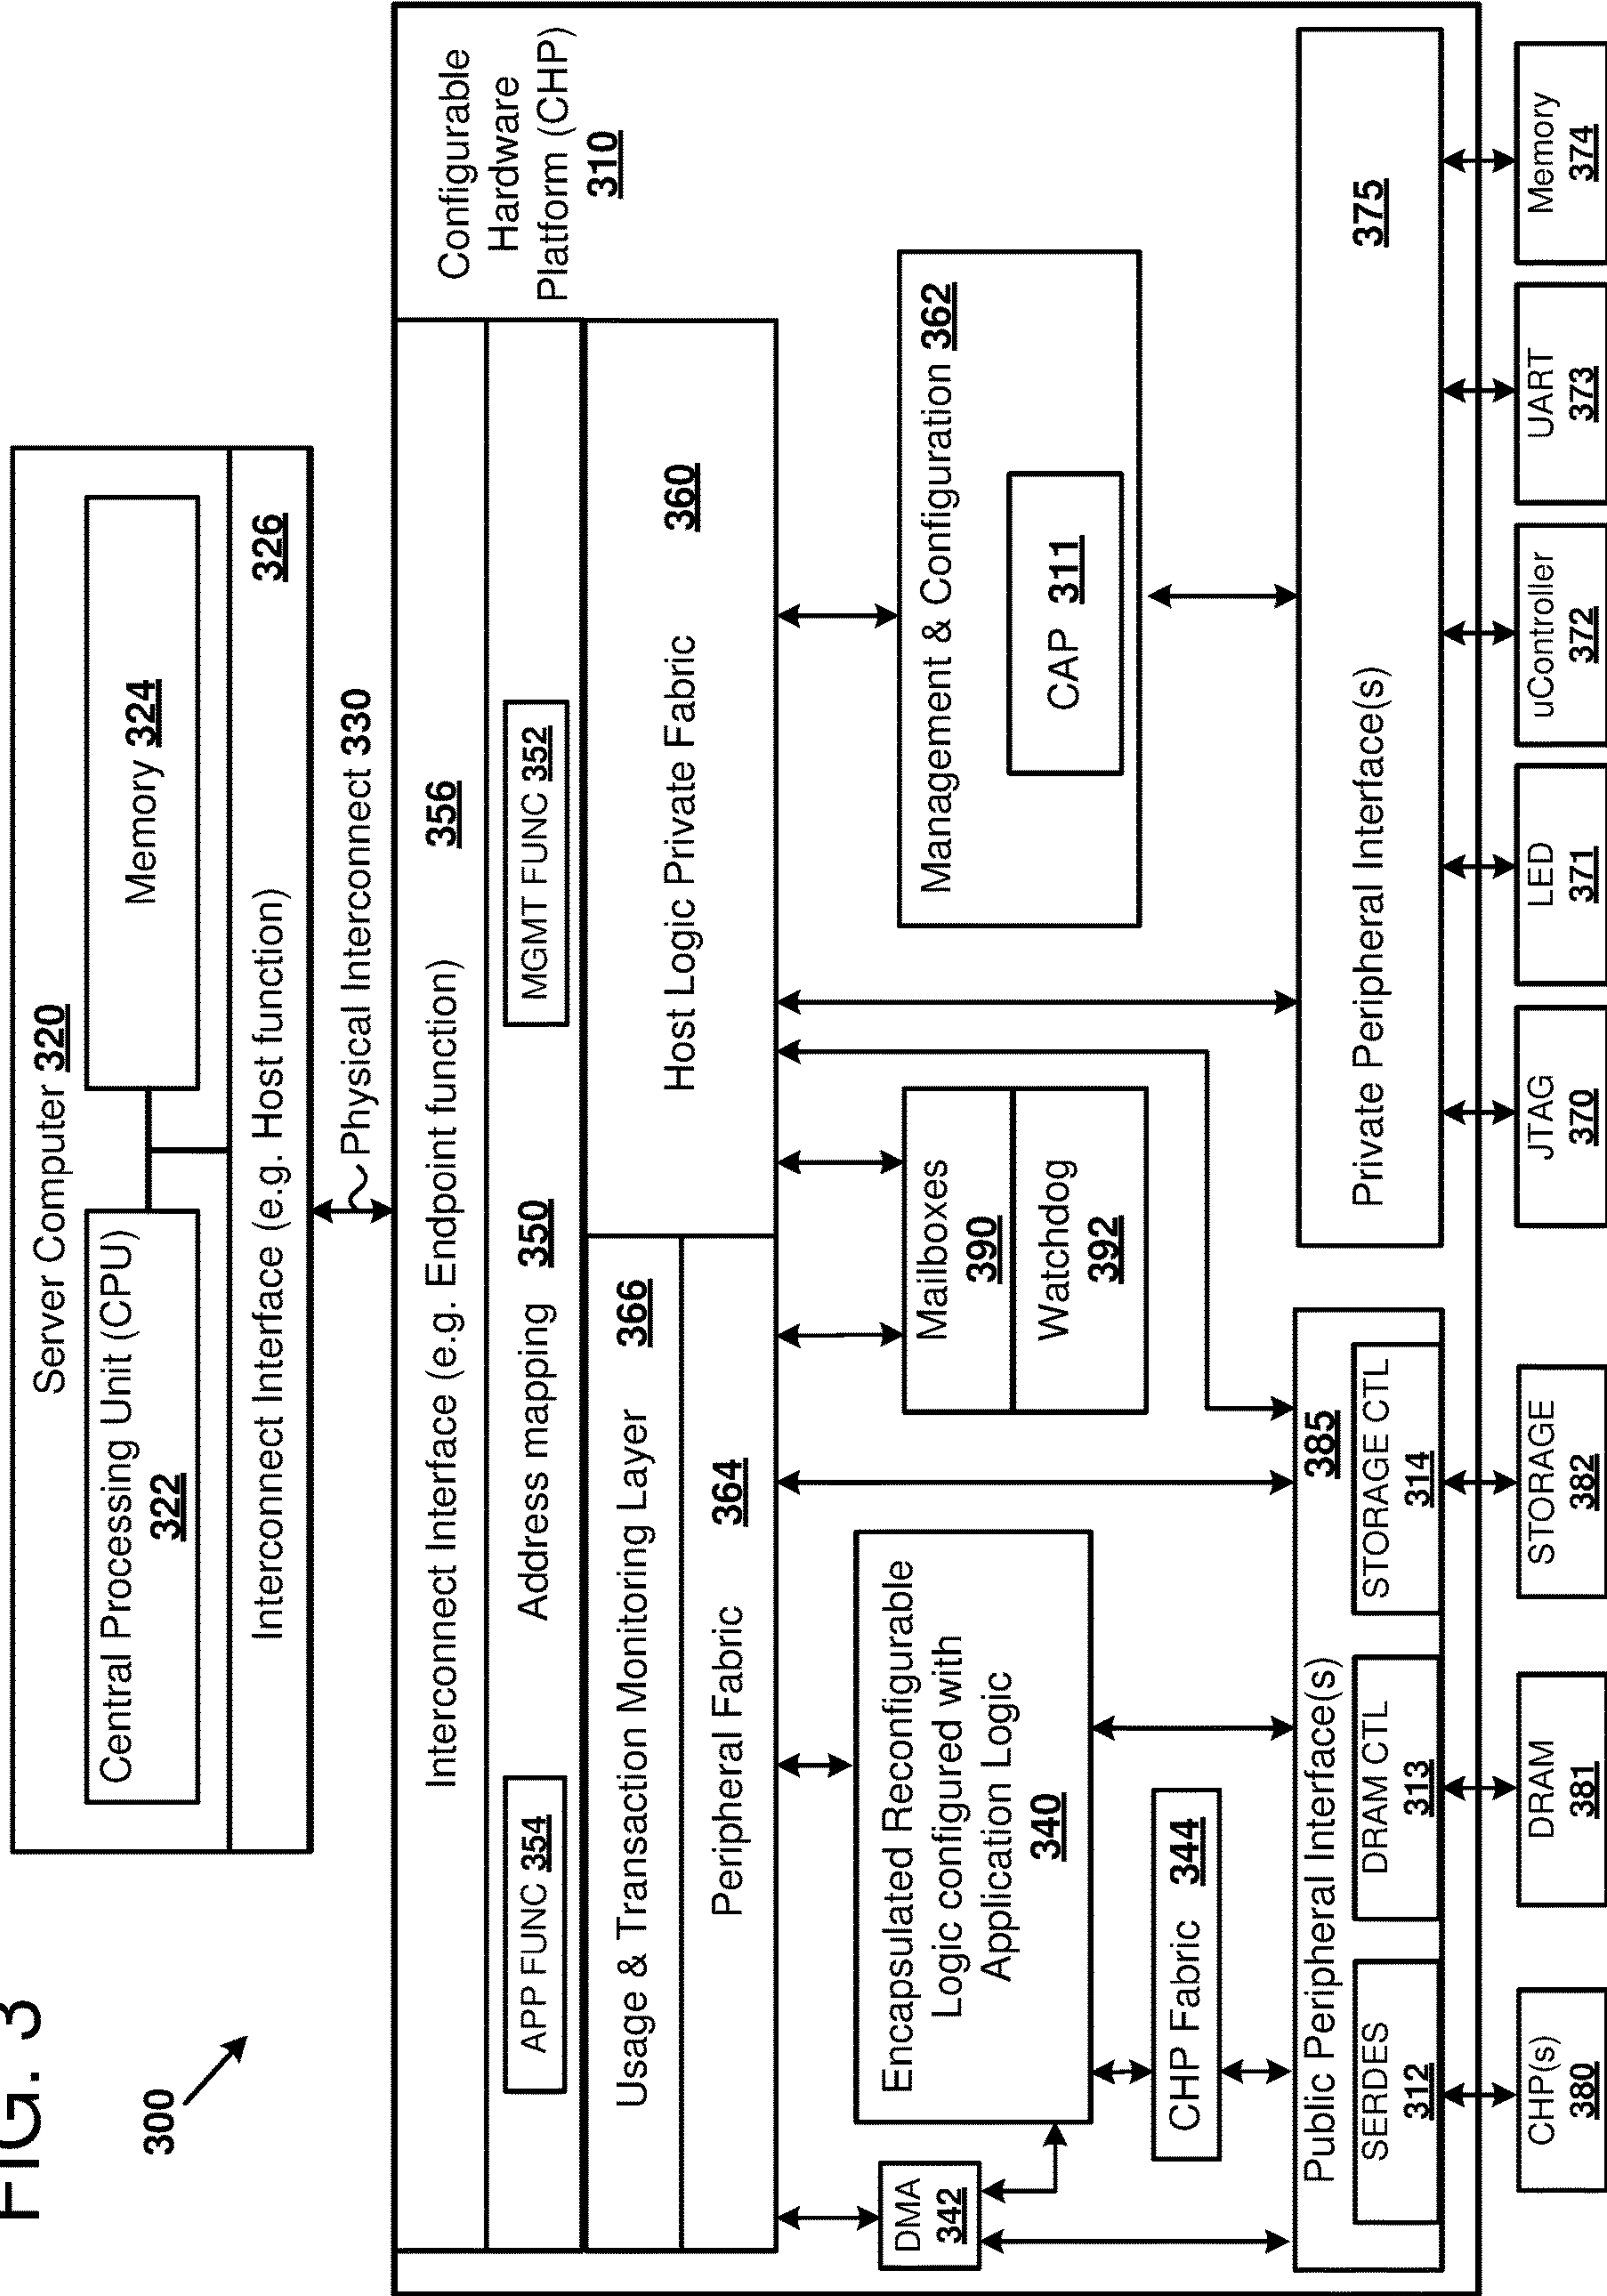 FIG. 3
300
Server Computer 320
Central Processing Unit (CPU)
322
Memory 324
Interconnect Interface (e.g. Host function)
326
Physical Interconnect 330
Configurable
Hardware
Platform (CHP)
310
Interconnect Interface (e.g. Endpoint function)
356
APP FUNC 354
Address mapping 350
MGMT FUNC 352
Usage & Transaction Monitoring Layer 366
Peripheral Fabric 364
Host Logic Private Fabric 360
DMA
342
Encapsulated Reconfigurable
Logic configured with
Application Logic
340
CHP Fabric 344
Mailboxes
390
Watchdog
392
Management & Configuration 362
CAP 311
Public Peripheral Interface(s) 385
SERDES
312
DRAM CTL
313
STORAGE CTL
314
Private Peripheral Interface(s) 375
CHP(s)
380
DRAM
381
STORAGE
382
JTAG
370
LED
371
uController
372
UART
373
Memory
374